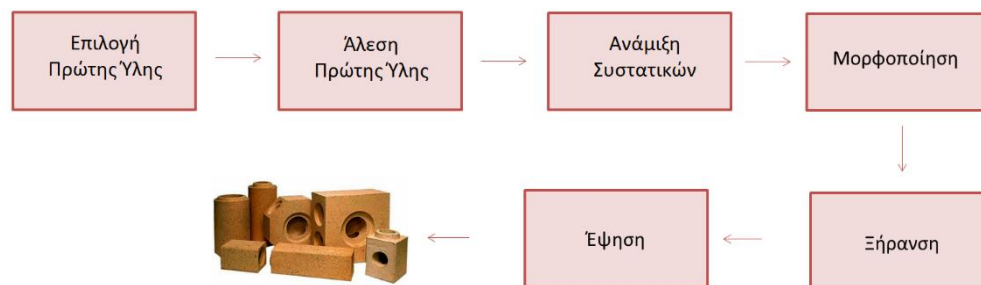 Επιλογή
Πρώτης Ύλης
Άλεση
Πρώτης Ύλης
Ανάμιξη
Συστατικών
Μορφοποίηση
Ξήρανση
Έψηση